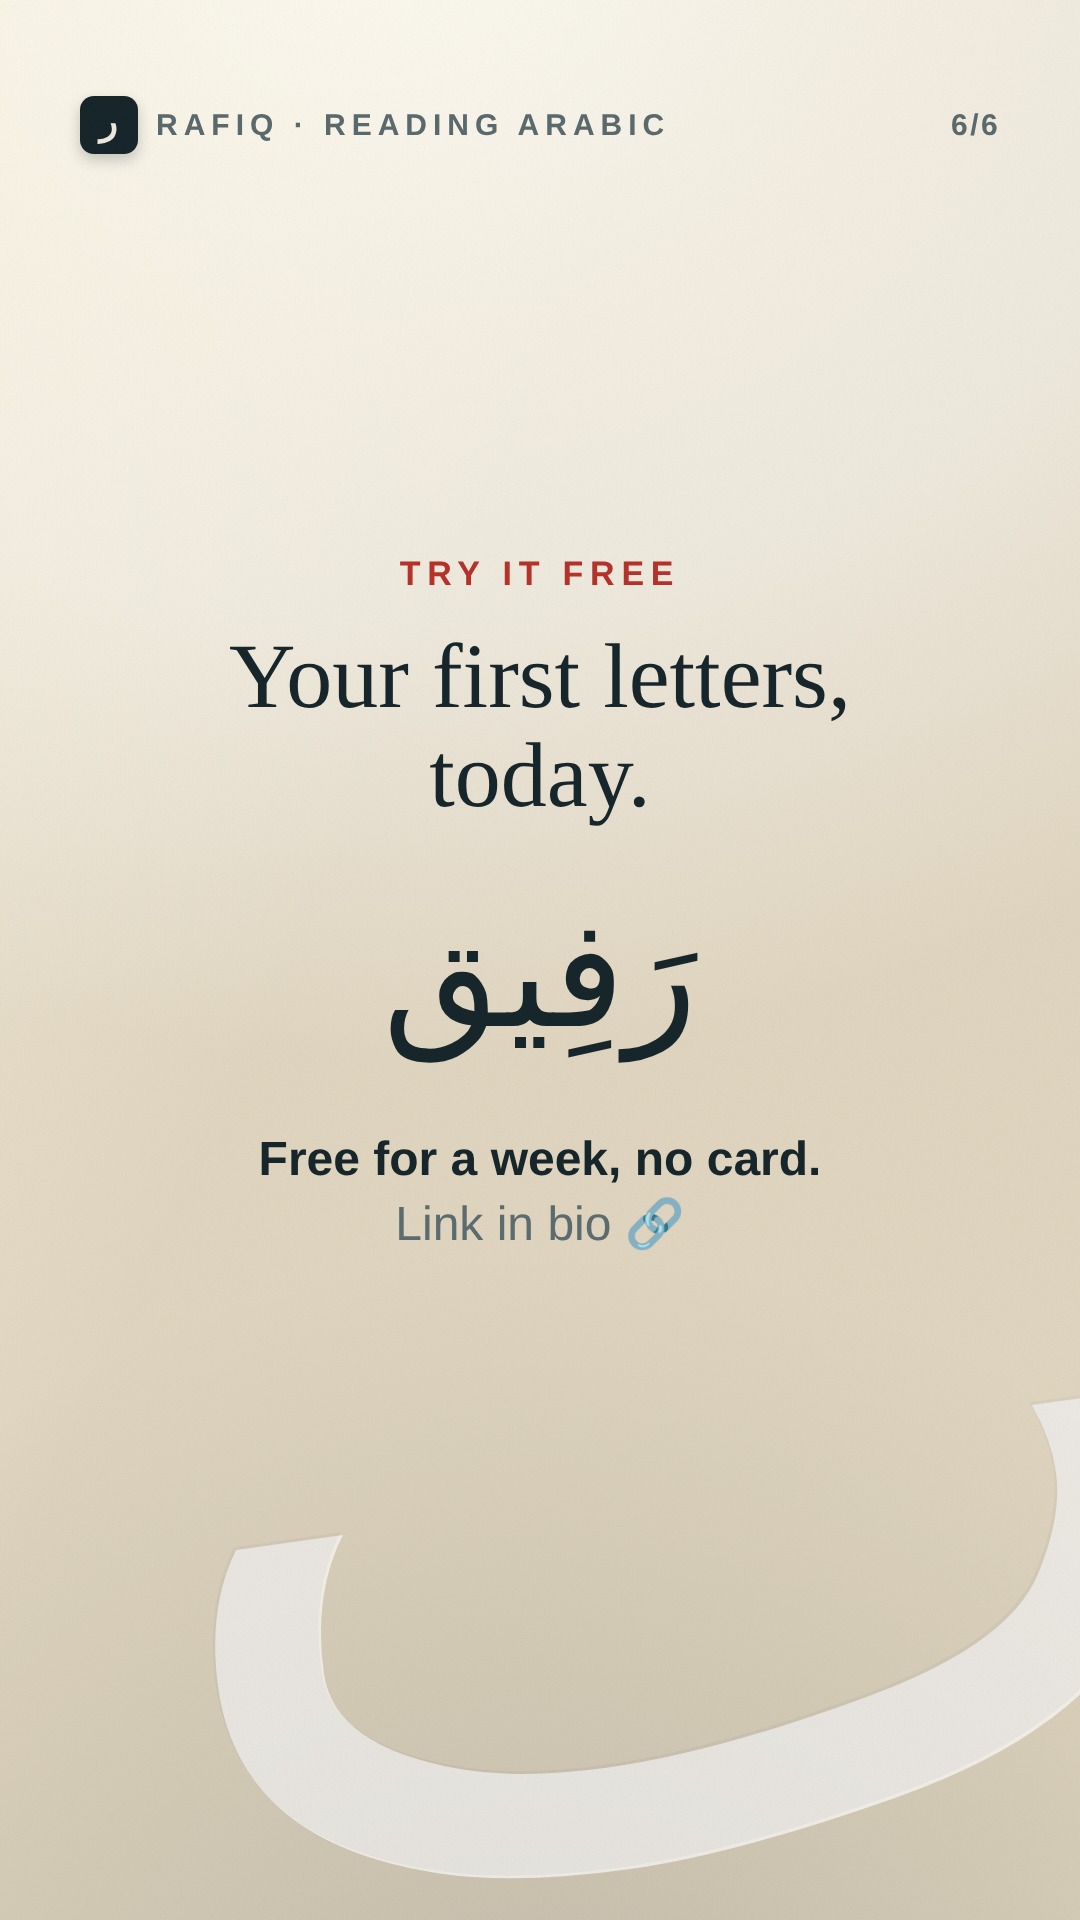 ر RAFIQ · READING ARABIC 6/6
TRY IT FREE
Your first letters,
today.
رَفِيق
Free for a week, no card.
Link in bio 🔗